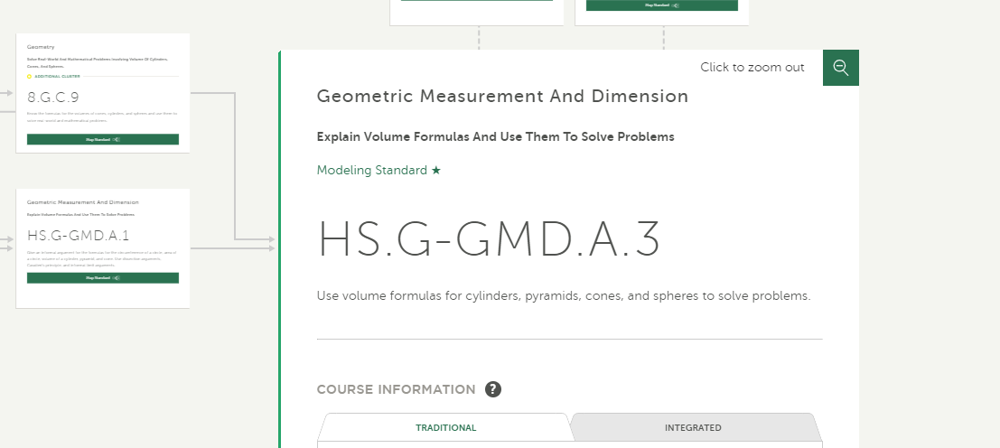 Map Standard
Geometry
Solve Real-World And Mathematical Problems Involving Volume Of Cylinders,
Cones, And Spheres.
ADDITIONAL CLUSTER
8.G.C.9
Know the formulas for the volumes of cones, cylinders, and spheres and use them to
solve real-world and mathematical problems.
Map Standard
Geometric Measurement And Dimension
Explain Volume Formulas And Use Them To Solve Problems
HS.G-GMD.A.1
Give an informal argument for the formulas for the circumference of a circle, area of
a circle, volume of a cylinder, pyramid, and cone. Use dissection arguments,
Cavalieri's principle, and informal limit arguments.
Map Standard
Click to zoom out
Geometric Measurement And Dimension
Explain Volume Formulas And Use Them To Solve Problems
Modeling Standard ★
HS.G-GMD.A.3
Use volume formulas for cylinders, pyramids, cones, and spheres to solve problems.
COURSE INFORMATION ?
TRADITIONAL
INTEGRATED